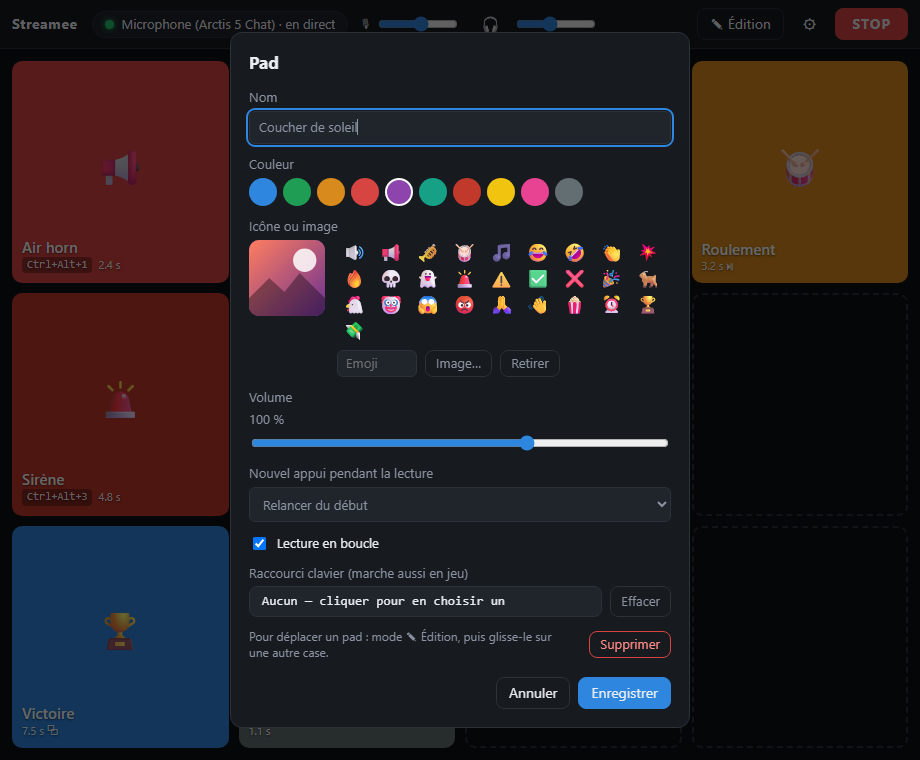 Streamee
Microphone (Arctis 5 Chat) · en direct
Édition
STOP
Pad
Nom
Coucher de soleil
Couleur
Icône ou image
Emoji
Image...
Retirer
Volume
100 %
Nouvel appui pendant la lecture
Relancer du début
Lecture en boucle
Raccourci clavier (marche aussi en jeu)
Aucun — cliquer pour en choisir un
Effacer
Pour déplacer un pad : mode ✏ Édition, puis glisse-le sur
une autre case.
Supprimer
Annuler
Enregistrer
Air horn
Ctrl+Alt+1 2.4 s
Roulement
3.2 s
Sirène
Ctrl+Alt+3 4.8 s
Victoire
7.5 s
1.1 s